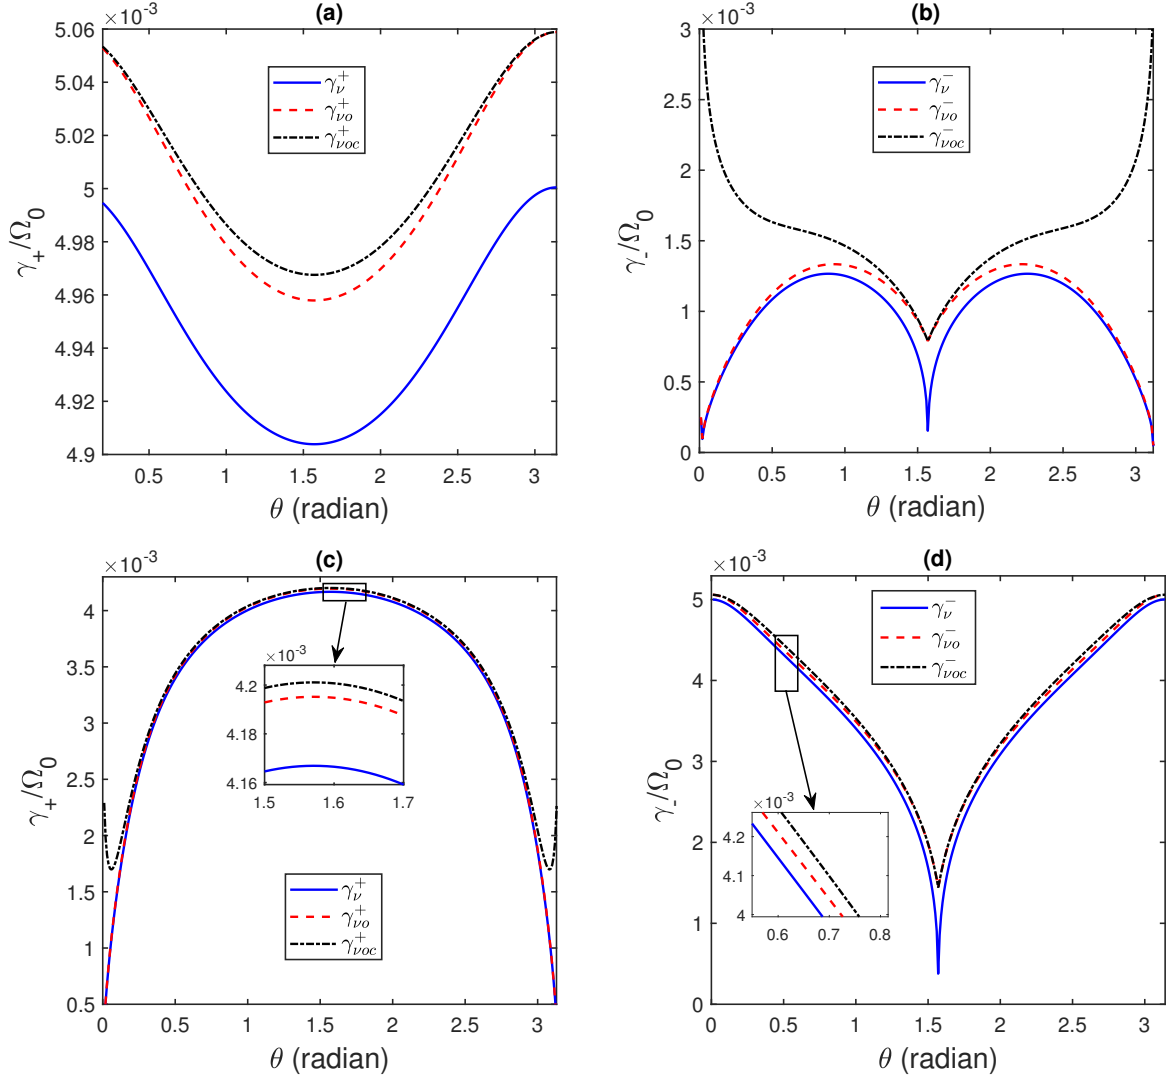 (a)
×10⁻³
5.06
5.04
5.02
5
4.98
4.96
4.94
4.92
4.9
0.5 1 1.5 2 2.5 3
θ (radian)
γ₊/Ω₀
γ_ν^+
γ_νo^+
γ_νoc^+
(b)
×10⁻³
3
2.5
2
1.5
1
0.5
0
0 0.5 1 1.5 2 2.5 3
θ (radian)
γ₋/Ω₀
γ_ν^−
γ_νo^−
γ_νoc^−
(c)
×10⁻³
4
3.5
3
2.5
2
1.5
1
0.5
0 0.5 1 1.5 2 2.5 3
θ (radian)
γ₊/Ω₀
×10⁻³
4.2
4.18
4.16
1.5 1.6 1.7
γ_ν^+
γ_νo^+
γ_νoc^+
(d)
×10⁻³
5
4
3
2
1
0
0 0.5 1 1.5 2 2.5 3
θ (radian)
γ₋/Ω₀
γ_ν^−
γ_νo^−
γ_νoc^−
×10⁻³
4.2
4.1
4
0.6 0.7 0.8